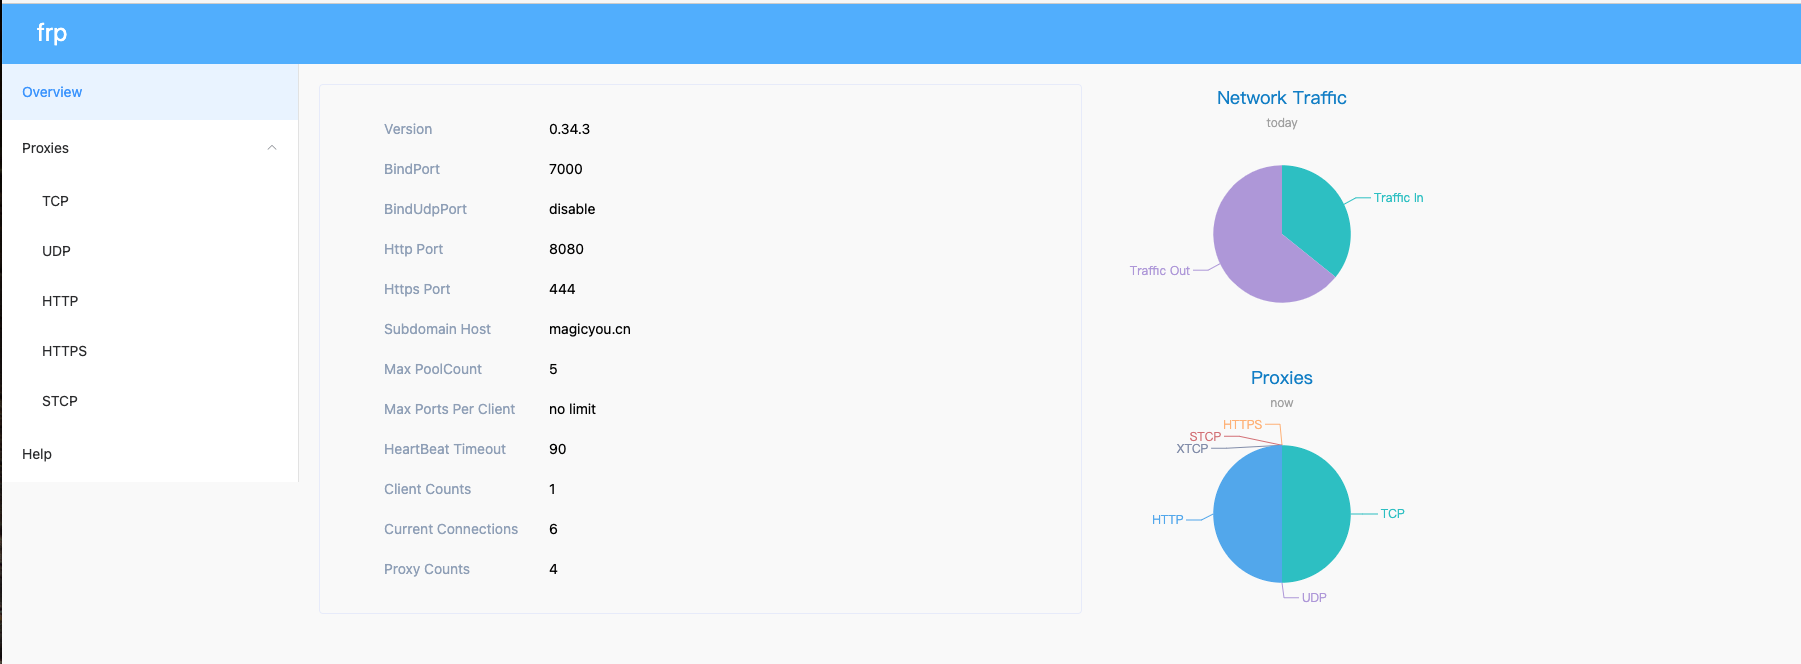 frp
Overview
Proxies
TCP
UDP
HTTP
HTTPS
STCP
Help
Version 0.34.3
BindPort 7000
BindUdpPort disable
Http Port 8080
Https Port 444
Subdomain Host magicyou.cn
Max PoolCount 5
Max Ports Per Client no limit
HeartBeat Timeout 90
Client Counts 1
Current Connections 6
Proxy Counts 4
Network Traffic
today
Traffic In
Traffic Out
Proxies
now
HTTPS
STCP
XTCP
HTTP
TCP
UDP